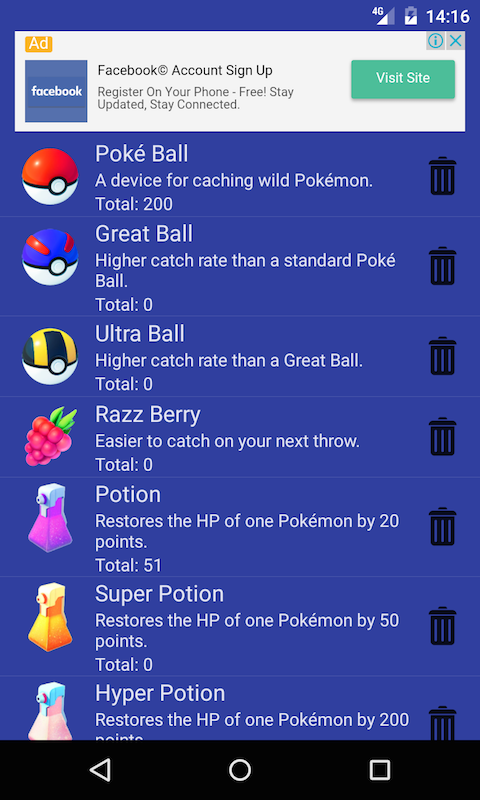 4G 14:16
Ad
facebook
Facebook© Account Sign Up
Register On Your Phone - Free! Stay
Updated, Stay Connected.
Visit Site
Poké Ball
A device for caching wild Pokémon.
Total: 200
Great Ball
Higher catch rate than a standard Poké
Ball.
Total: 0
Ultra Ball
Higher catch rate than a Great Ball.
Total: 0
Razz Berry
Easier to catch on your next throw.
Total: 0
Potion
Restores the HP of one Pokémon by 20
points.
Total: 51
Super Potion
Restores the HP of one Pokémon by 50
points.
Total: 0
Hyper Potion
Restores the HP of one Pokémon by 200
points.